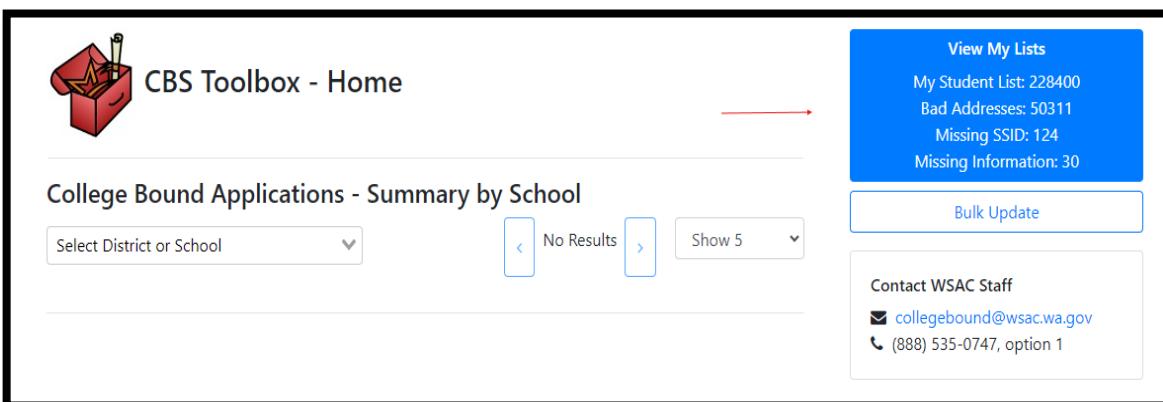 CBS Toolbox - Home
College Bound Applications - Summary by School
Select District or School
< No Results > Show 5
View My Lists
My Student List: 228400
Bad Addresses: 50311
Missing SSID: 124
Missing Information: 30
Bulk Update
Contact WSAC Staff
collegebound@wsac.wa.gov
(888) 535-0747, option 1